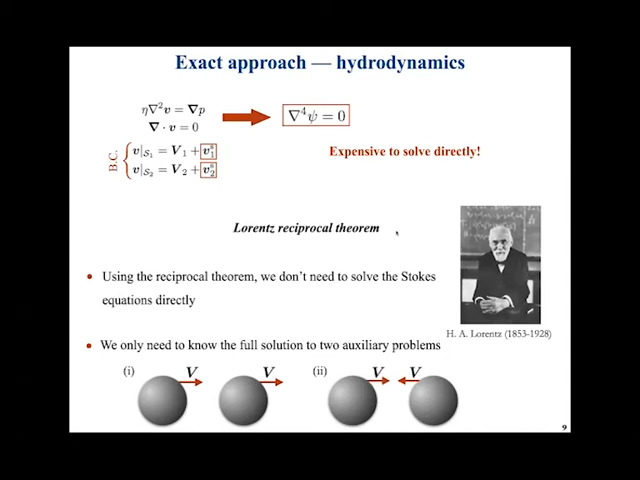 Exact approach — hydrodynamics
η∇²v = ∇p
∇⁴ψ = 0
∇ · v = 0
B.C.
v|S₁ = V₁ + v₁ˢ
Expensive to solve directly!
v|S₂ = V₂ + v₂ˢ
Lorentz reciprocal theorem
• Using the reciprocal theorem, we don't need to solve the Stokes
equations directly
H. A. Lorentz (1853-1928)
• We only need to know the full solution to two auxiliary problems
(i) V V (ii) V V
9